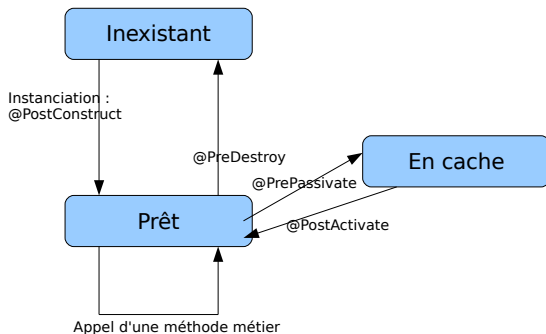 Inexistant
Instanciation :
@PostConstruct
@PreDestroy
En cache
@PrePassivate
Prêt
@PostActivate
Appel d'une méthode métier